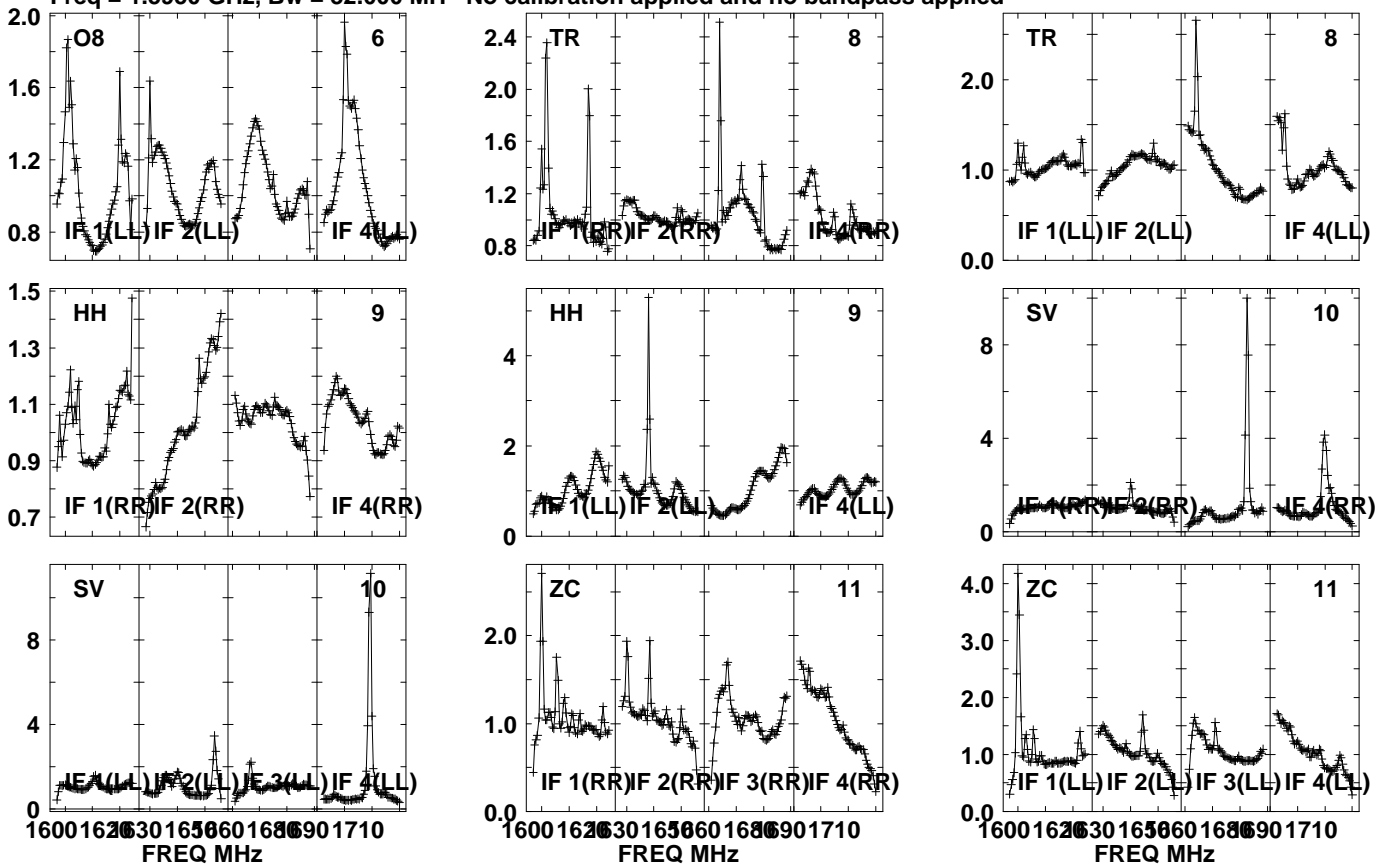 No calibration applied and no bandpass applied
2.0
1.6
1.2
0.8
O8 6
IF 1(LL) IF 2(LL) IF 4(LL)
2.4
2.0
1.6
1.2
0.8
TR 8
IF 1(RR) IF 2(RR) IF 4(RR)
2.0
1.0
0.0
TR 8
IF 1(LL) IF 2(LL) IF 4(LL)
1.5
1.3
1.1
0.9
0.7
HH 9
IF 1(RR) IF 2(RR) IF 4(RR)
4
2
0
HH 9
IF 1(LL) IF 2(LL) IF 4(LL)
8
4
0
SV 10
IF 1(RR) IF 2(RR) IF 4(RR)
8
4
0
SV 10
IF 1(LL) IF 2(LL) IF 3(LL) IF 4(LL)
1600 1620 1630 1650 1660 1680 1690 1710
FREQ MHz
2.0
1.0
0.0
ZC 11
IF 1(RR) IF 2(RR) IF 3(RR) IF 4(RR)
1600 1620 1630 1650 1660 1680 1690 1710
FREQ MHz
4.0
3.0
2.0
1.0
0.0
ZC 11
IF 1(LL) IF 2(LL) IF 3(LL) IF 4(LL)
1600 1620 1630 1650 1660 1680 1690 1710
FREQ MHz